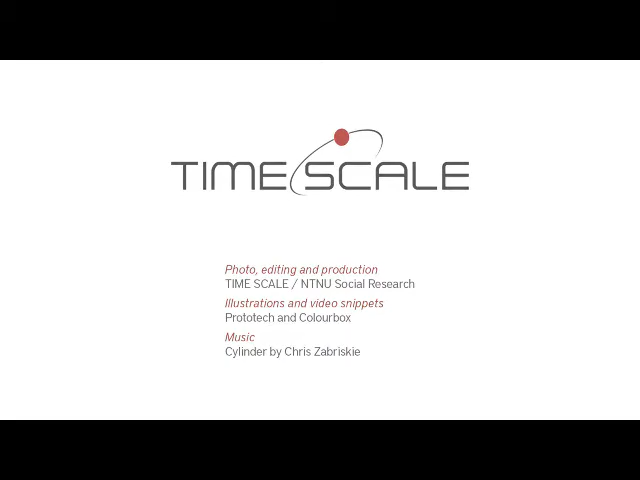 TIME SCALE
Photo, editing and production
TIME SCALE / NTNU Social Research
Illustrations and video snippets
Prototech and Colourbox
Music
Cylinder by Chris Zabriskie